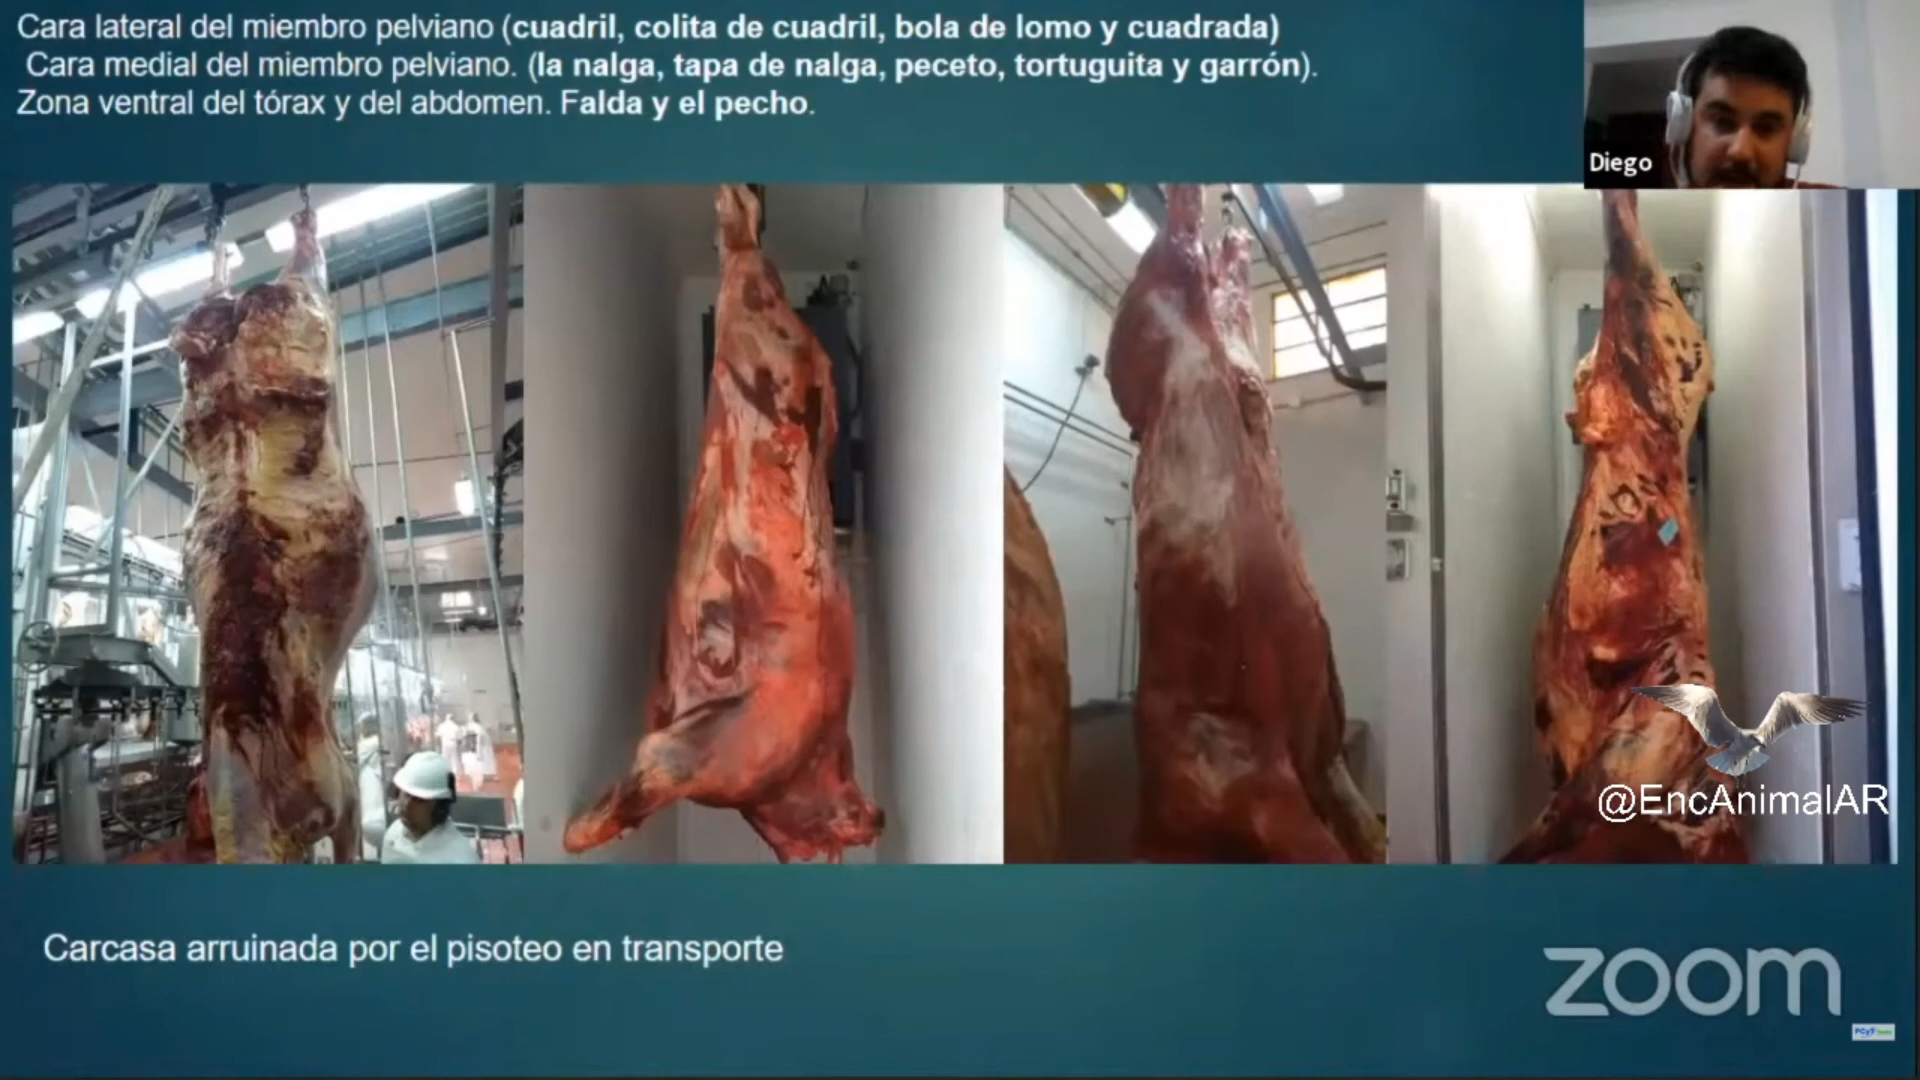 Cara lateral del miembro pelviano (cuadril, colita de cuadril, bola de lomo y cuadrada)
Cara medial del miembro pelviano. (la nalga, tapa de nalga, peceto, tortuguita y garrón).
Zona ventral del tórax y del abdomen. Falda y el pecho.
Diego
@EncAnimalAR
Carcasa arruinada por el pisoteo en transporte
zoom